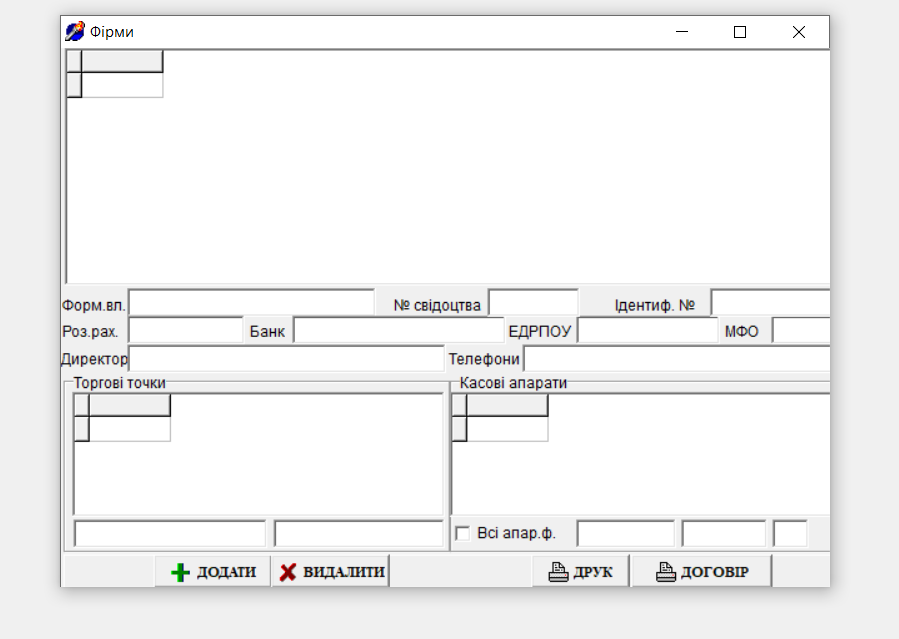 Фірми
Форм.вл. № свідоцтва Ідентиф. №
Роз.рах. Банк ЕДРПОУ МФО
Директор Телефони
Торгові точки Касові апарати
Всі апар.ф.
ДОДАТИ ВИДАЛИТИ ДРУК ДОГОВІР